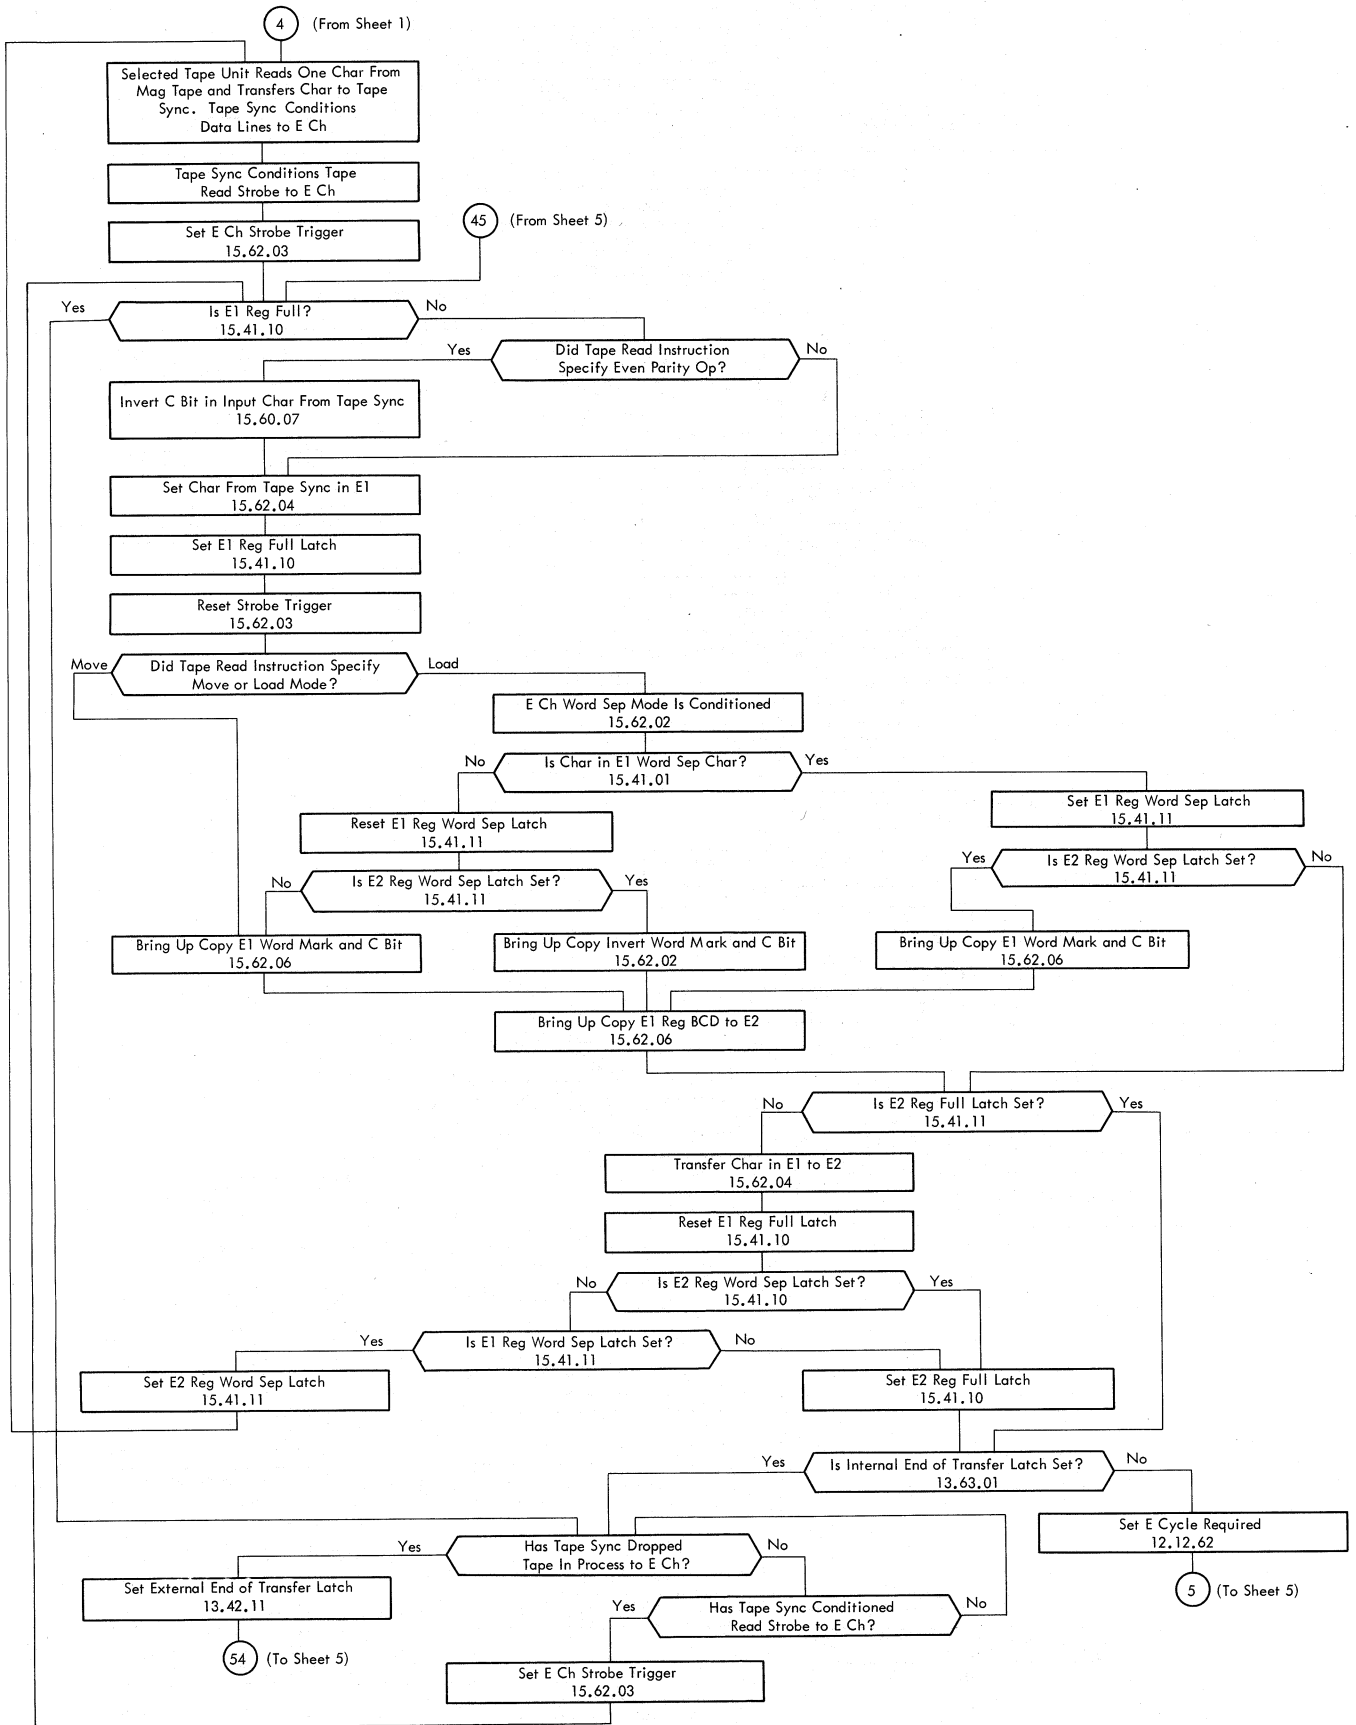 4 (From Sheet 1)
Selected Tape Unit Reads One Char From
Mag Tape and Transfers Char to Tape
Sync. Tape Sync Conditions
Data Lines to E Ch
Tape Sync Conditions Tape
Read Strobe to E Ch
45 (From Sheet 5)
Set E Ch Strobe Trigger
15.62.03
Yes
Is E1 Reg Full?
15.41.10
No
Yes
Did Tape Read Instruction
Specify Even Parity Op?
No
Invert C Bit in Input Char From Tape Sync
15.60.07
Set Char From Tape Sync in E1
15.62.04
Set E1 Reg Full Latch
15.41.10
Reset Strobe Trigger
15.62.03
Move
Did Tape Read Instruction Specify
Move or Load Mode?
Load
E Ch Word Sep Mode Is Conditioned
15.62.02
No
Is Char in E1 Word Sep Char?
15.41.01
Yes
Set E1 Reg Word Sep Latch
15.41.11
Reset E1 Reg Word Sep Latch
15.41.11
Yes
Is E2 Reg Word Sep Latch Set?
15.41.11
No
No
Is E2 Reg Word Sep Latch Set?
15.41.11
Yes
Bring Up Copy E1 Word Mark and C Bit
15.62.06
Bring Up Copy Invert Word Mark and C Bit
15.62.02
Bring Up Copy E1 Word Mark and C Bit
15.62.06
Bring Up Copy E1 Reg BCD to E2
15.62.06
No
Is E2 Reg Full Latch Set?
15.41.11
Yes
Transfer Char in E1 to E2
15.62.04
Reset E1 Reg Full Latch
15.41.10
No
Is E2 Reg Word Sep Latch Set?
15.41.10
Yes
Yes
Is E1 Reg Word Sep Latch Set?
15.41.11
No
Set E2 Reg Word Sep Latch
15.41.11
Set E2 Reg Full Latch
15.41.10
Yes
Is Internal End of Transfer Latch Set?
13.63.01
No
Set E Cycle Required
12.12.62
Yes
Has Tape Sync Dropped
Tape In Process to E Ch?
No
5 (To Sheet 5)
Set External End of Transfer Latch
13.42.11
Yes
Has Tape Sync Conditioned
Read Strobe to E Ch?
No
54 (To Sheet 5)
Set E Ch Strobe Trigger
15.62.03